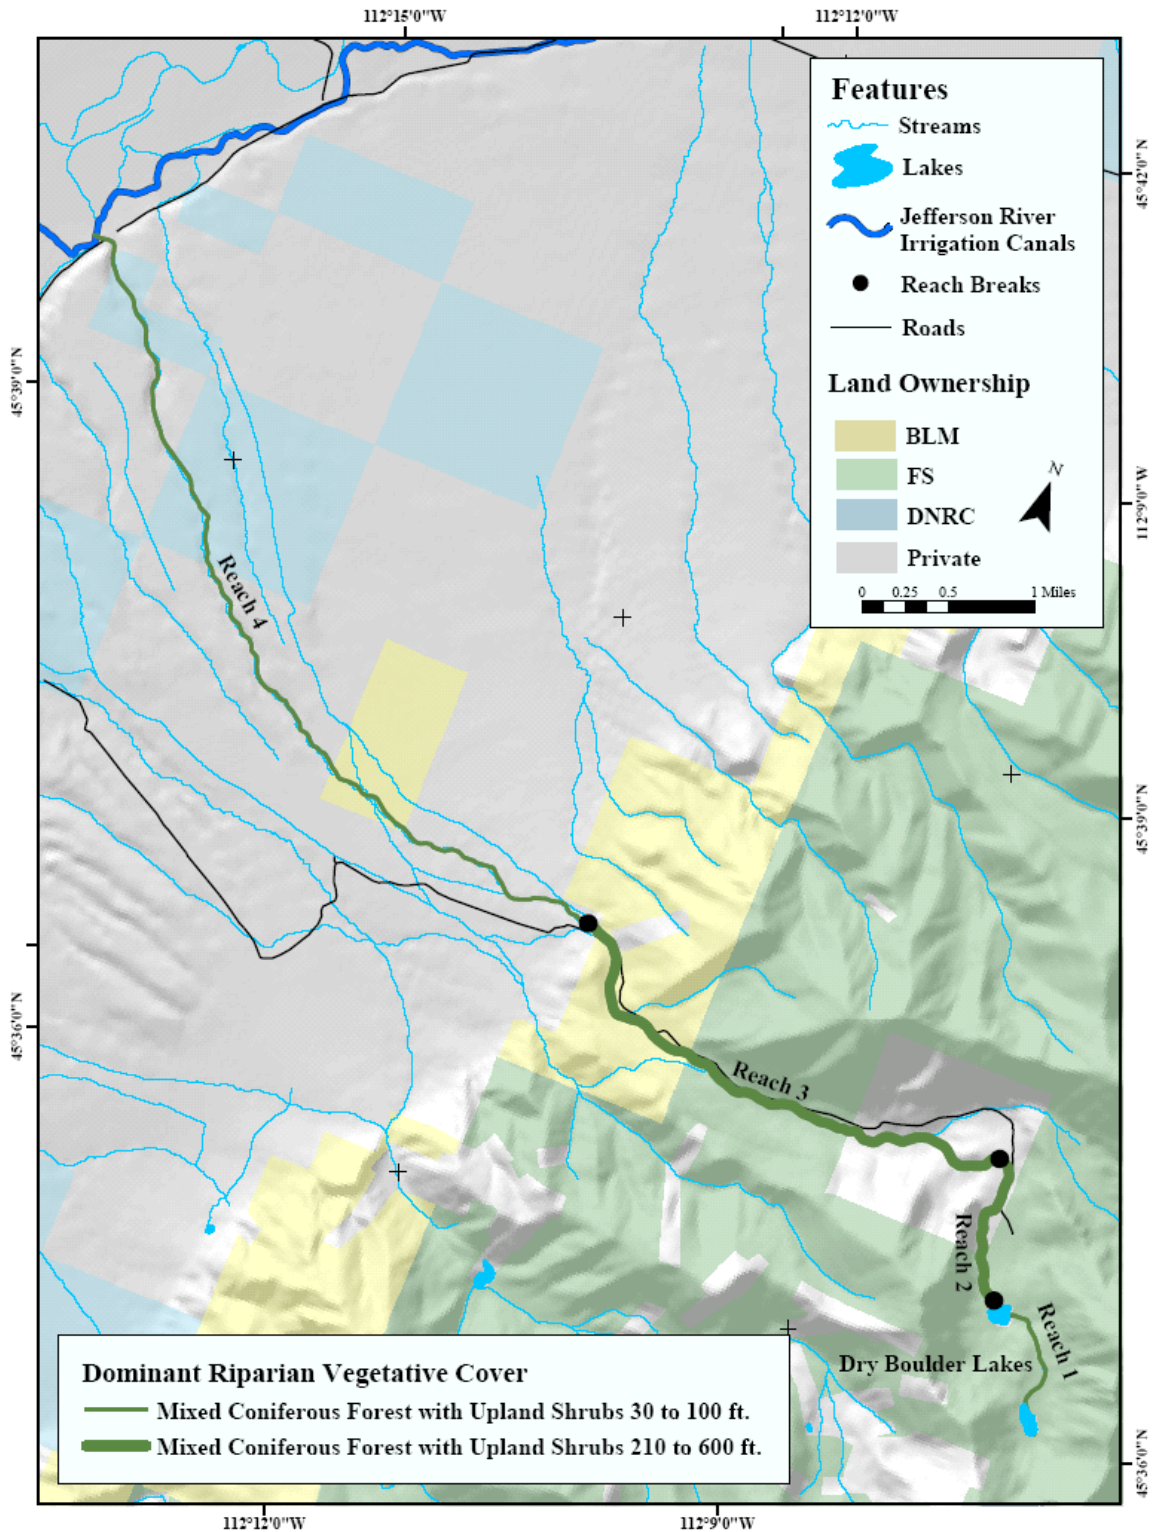 112°15'0"W
112°12'0"W
Features
Streams
Lakes
Jefferson River
Irrigation Canals
Reach Breaks
Roads
Land Ownership
BLM
FS
DNRC
Private
N
0 0.25 0.5 1 Miles
45°42'0"N
112°9'0"W
45°39'0"N
45°36'0"N
45°39'0"N
45°36'0"N
Reach 4
Reach 3
Reach 2
Reach 1
Dry Boulder Lakes
Dominant Riparian Vegetative Cover
Mixed Coniferous Forest with Upland Shrubs 30 to 100 ft.
Mixed Coniferous Forest with Upland Shrubs 210 to 600 ft.
112°12'0"W
112°9'0"W